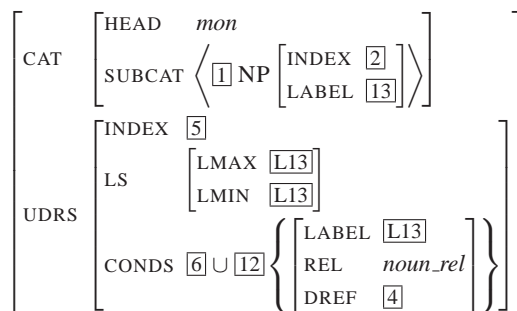 HEAD mon
CAT SUBCAT ⟨ 1 NP [ INDEX 2
LABEL 13 ] ⟩
INDEX 5
LS [ LMAX L13
LMIN L13 ]
UDRS
CONDS 6 ∪ 12 { [ LABEL L13
REL noun_rel
DREF 4 ] }